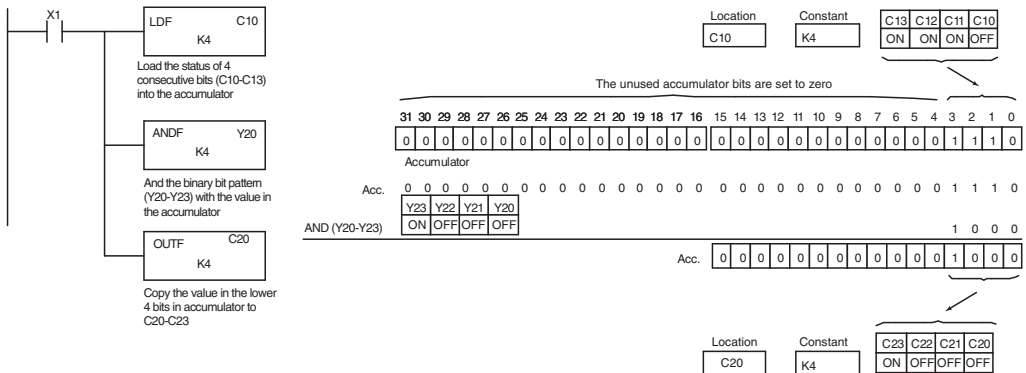 X1
LDF C10
K4
Load the status of 4
consecutive bits (C10-C13)
into the accumulator
ANDF Y20
K4
And the binary bit pattern
(Y20-Y23) with the value in
the accumulator
OUTF C20
K4
Copy the value in the lower
4 bits in accumulator to
C20-C23
Location Constant
C10 K4
C13 C12 C11 C10
ON ON ON OFF
The unused accumulator bits are set to zero
31 30 29 28 27 26 25 24 23 22 21 20 19 18 17 16 15 14 13 12 11 10 9 8 7 6 5 4 3 2 1 0
0 0 0 0 0 0 0 0 0 0 0 0 0 0 0 0 0 0 0 0 0 0 0 0 0 0 0 0 1 1 1 0
Accumulator
Acc. 0 0 0 0 0 0 0 0 0 0 0 0 0 0 0 0 0 0 0 0 0 0 0 0 0 0 0 0 1 1 1 0
Y23 Y22 Y21 Y20
ON OFF OFF OFF
AND (Y20-Y23) 1 0 0 0
Acc. 0 0 0 0 0 0 0 0 0 0 0 0 1 0 0 0
Location Constant
C20 K4
C23 C22 C21 C20
ON OFF OFF OFF